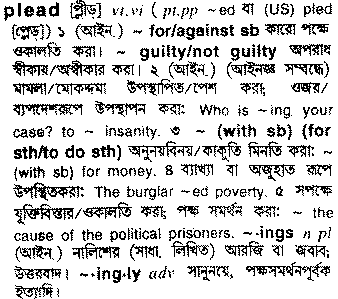 plead [প্লীড্] vt,vi ( pt,pp ~ed বা (US) pled
[প্লেড্]) ১ (আইন.) ~ for/against sb কারো পক্ষে
ওকালতি করা। ~ guilty/not guilty অপরাধ
স্বীকার/অস্বীকার করা। ২ (আইন.) (আইনজ্ঞ সম্বন্ধে)
মামলা/মোকদ্দমা উপস্থাপিত/পেশ করা; ওজর/
ব্যপদেশরূপে উপস্থাপন করা: Who is ~ing your
case? to ~ insanity. ৩ ~ (with sb) (for
sth/to do sth) অনুনয়বিনয়/কাকুতি মিনতি করা: ~
(with sb) for money. ৪ ব্যাখ্যা বা অজুহাত রূপে
উপস্থিতকরা: The burglar ~ed poverty. ৫ সপক্ষে
যুক্তিবিস্তার/ওকালতি করা; পক্ষ সমর্থন করা: ~ the
cause of the political prisoners. ~·ings n pl
(আইন.) নালিশের (সাধা. লিখিত) আরজি বা জবাব;
উত্তরবাদ। ~·ing·ly adv সানুনয়ে, পক্ষসমর্থনপূর্বক
ইত্যাদি।